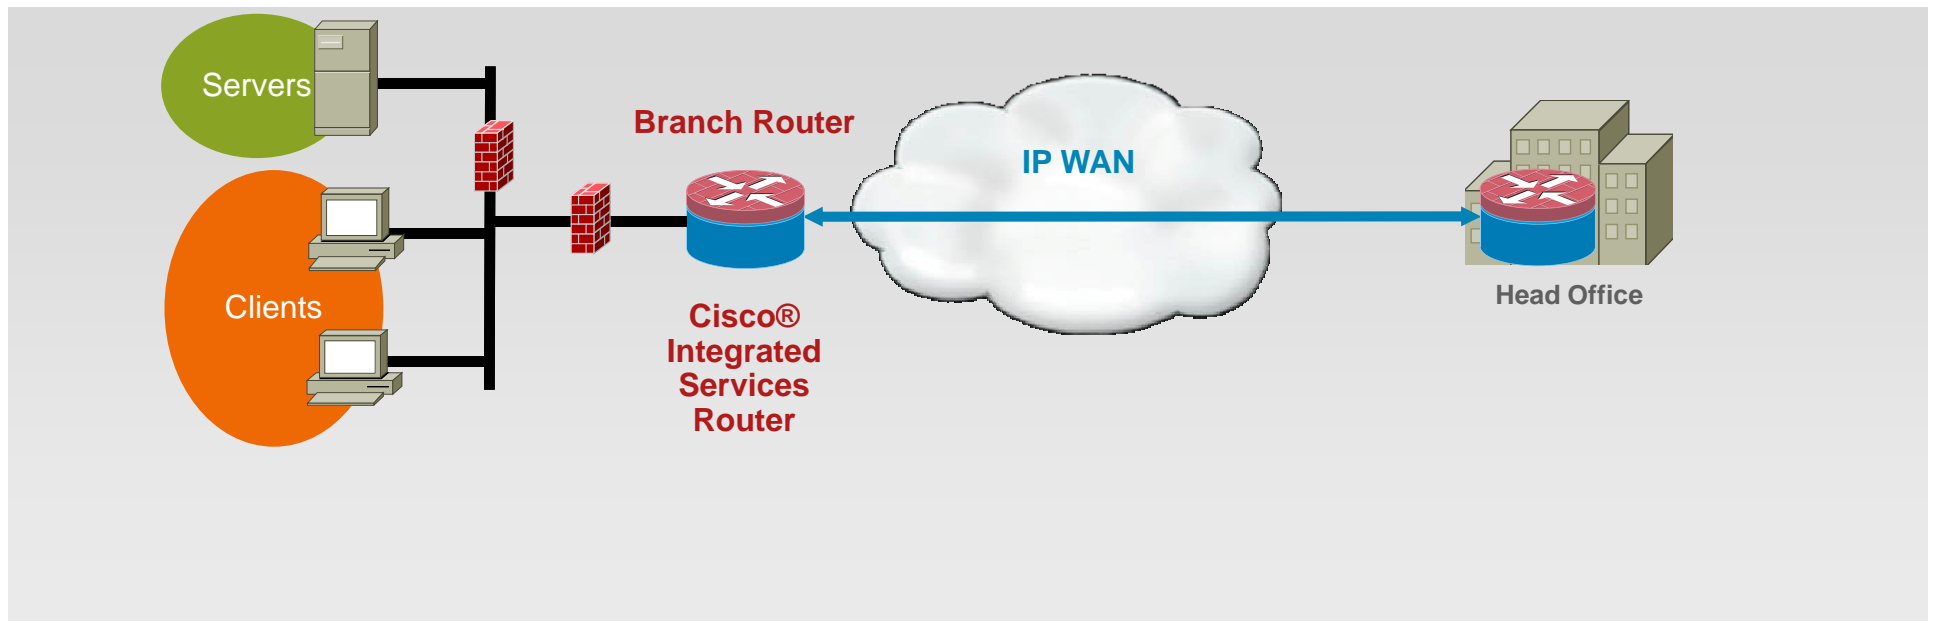 Servers
Branch Router
IP WAN
Clients
Head Office
Cisco®
Integrated
Services
Router